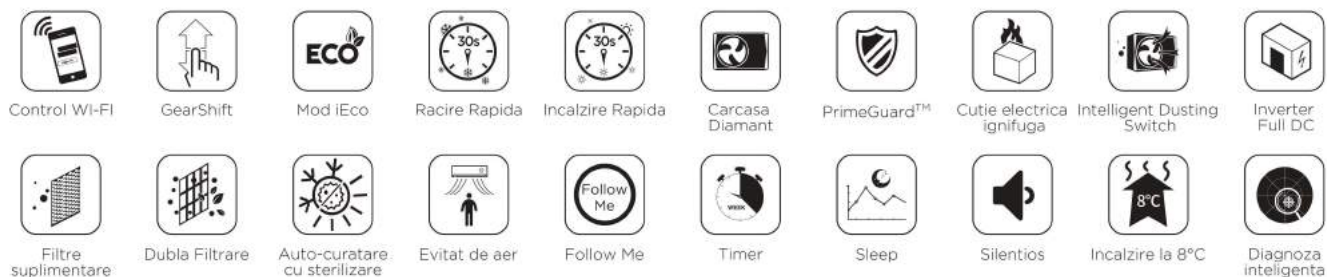 ECO
30s
30s
Control WI-FI
GearShift
Mod iEco
Racire Rapida
Incalzire Rapida
Carcasa
Diamant
PrimeGuard™
Cutie electrica
ignifuga
Intelligent Dusting
Switch
Inverter
Full DC
Follow
Me
WEEK
8°C
Filtre
suplimentare
Dubla Filtrare
Auto-curatare
cu sterilizare
Evitat de aer
Follow Me
Timer
Sleep
Silentios
Incalzire la 8°C
Diagnoza
inteligenta